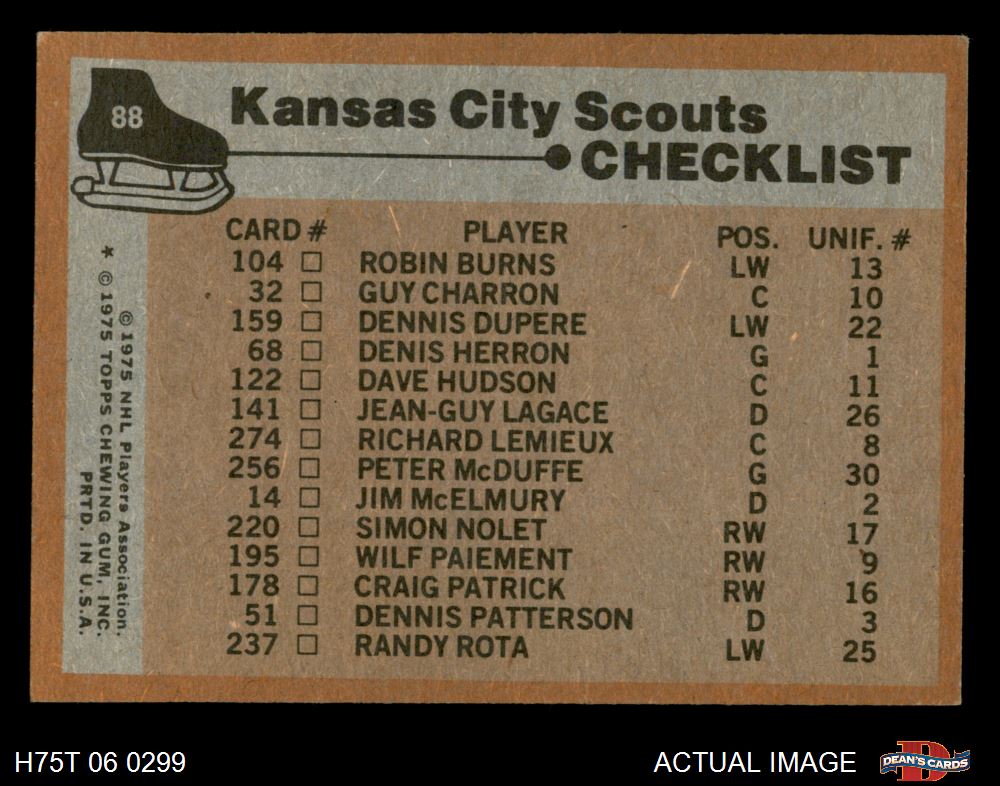 88
Kansas City Scouts
CHECKLIST
CARD # PLAYER POS. UNIF. #
104 □ ROBIN BURNS LW 13
32 □ GUY CHARRON C 10
159 □ DENNIS DUPERE LW 22
68 □ DENIS HERRON G 1
122 □ DAVE HUDSON C 11
141 □ JEAN-GUY LAGACE D 26
274 □ RICHARD LEMIEUX C 8
256 □ PETER McDUFFE G 30
14 □ JIM McELMURY D 2
220 □ SIMON NOLET RW 17
195 □ WILF PAIEMENT RW 9
178 □ CRAIG PATRICK RW 16
51 □ DENNIS PATTERSON D 3
237 □ RANDY ROTA LW 25
© 1975 NHL Players Association.
* © 1975 TOPPS CHEWING GUM, INC.
PRTD. IN U.S.A.
H75T 06 0299
ACTUAL IMAGE
D
DEAN'S CARDS